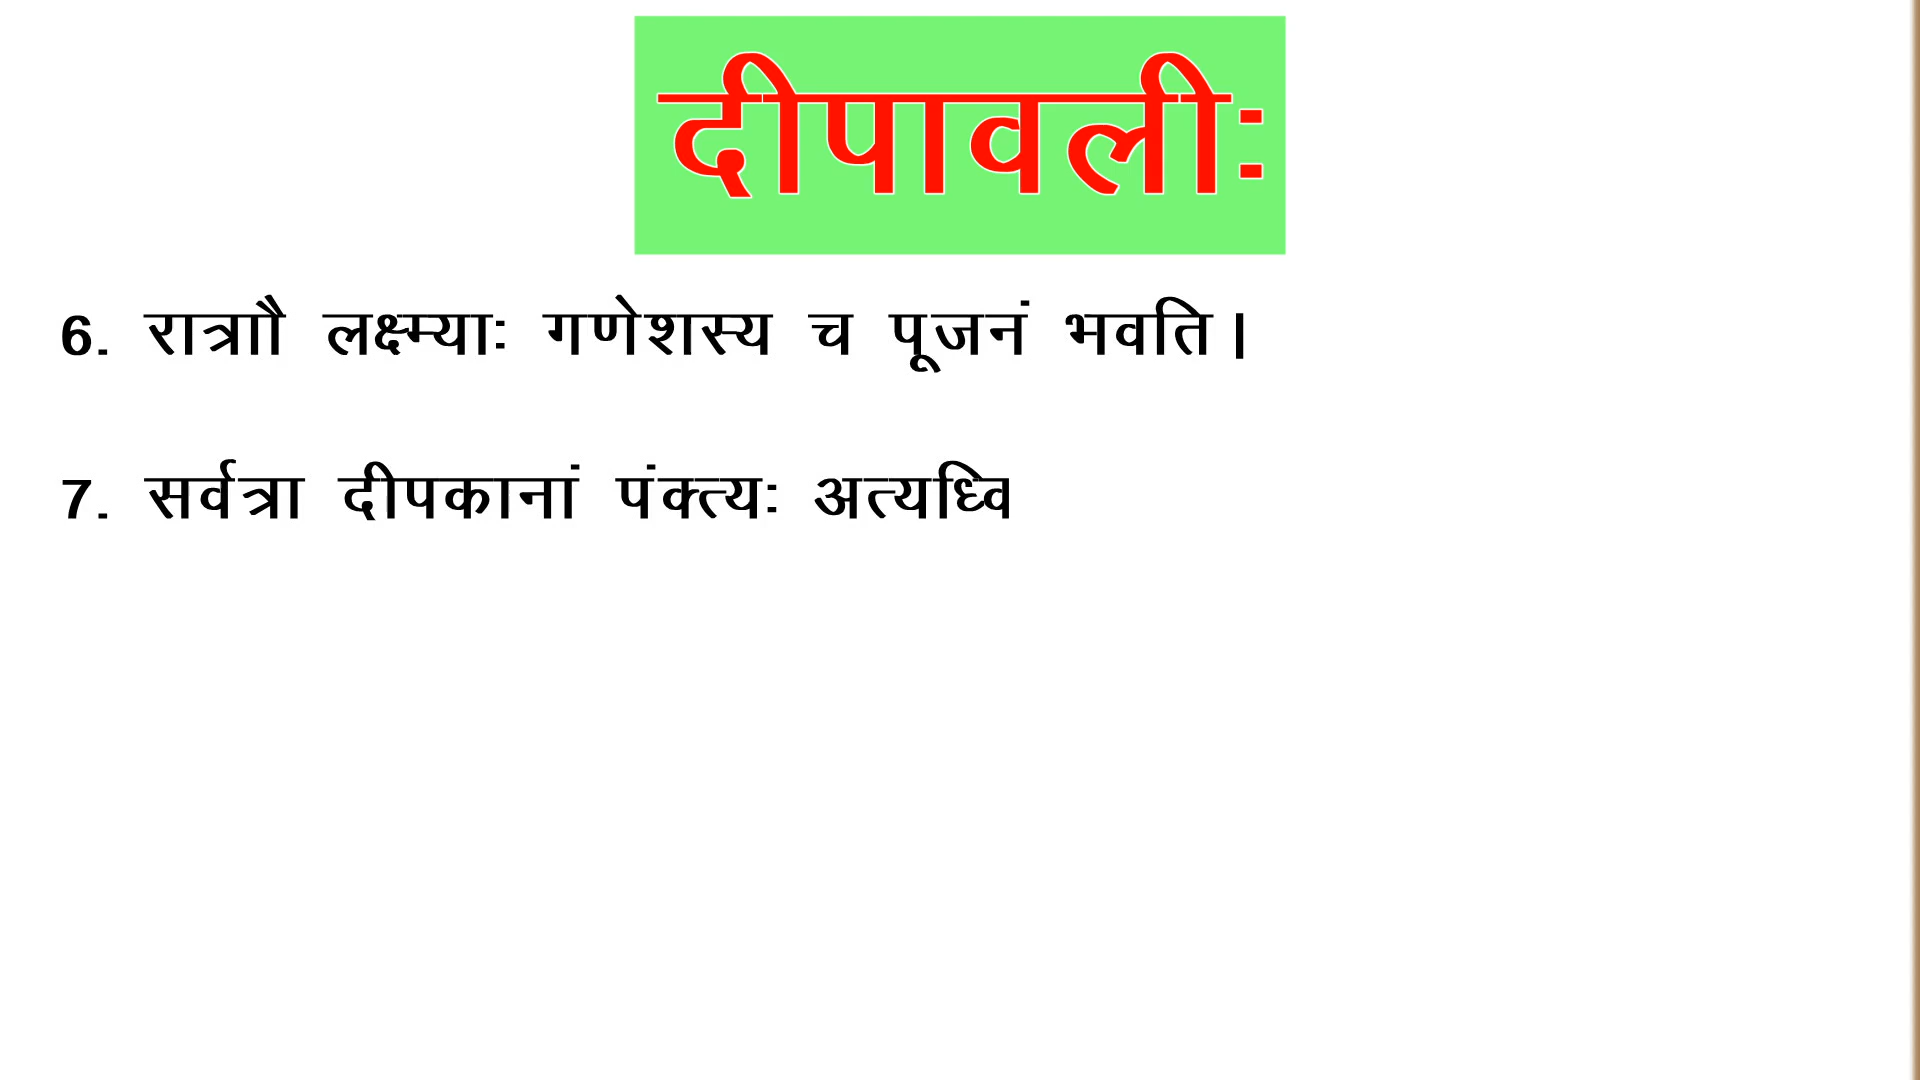 दीपावलीः
6. रात्राौ लक्ष्म्याः गणेशस्य च पूजनं भवति।
7. सर्वत्रा दीपकानां पंक्त्यः अत्यध्वि